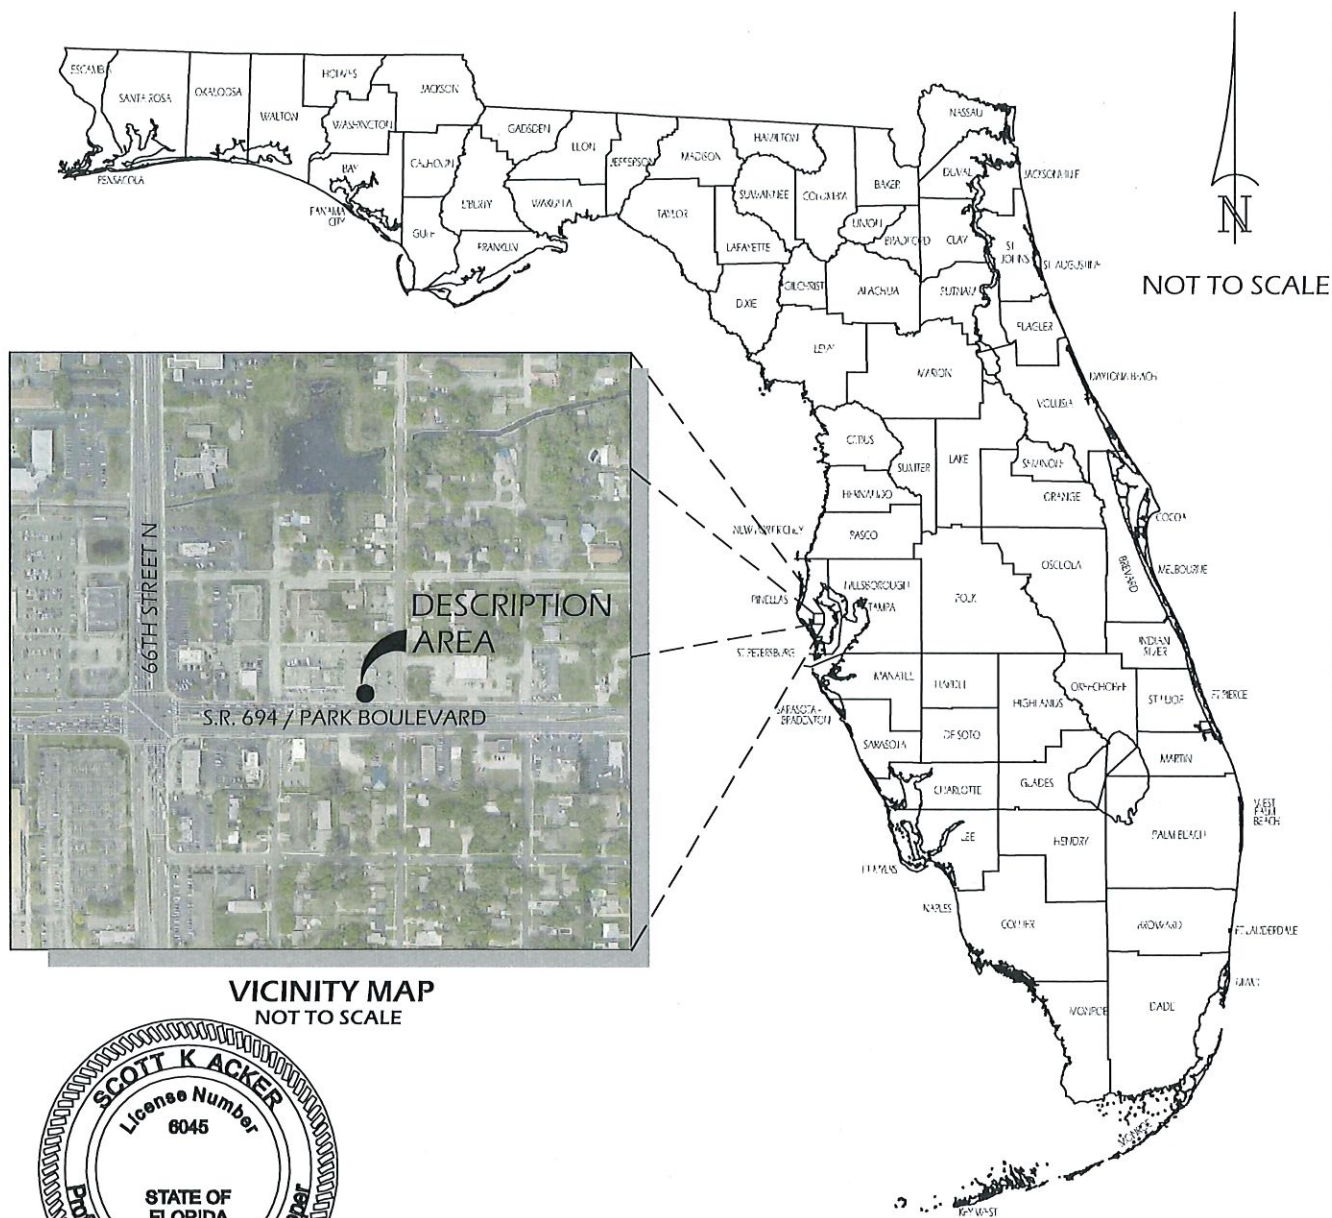 ESCAMB
SANTA ROSA
OKALOOSA
WALTON
HOLMES
WASHINGTON
JACKSON
BAY
CALHOUN
GULF
GADSDEN
LIBERTY
FRANKLIN
LEON
WAKULLA
JEFFERSON
MADISON
TAYLOR
HAMILTON
SUWANNEE
LAFAYETTE
DIXIE
COLUMBIA
GILCHRIST
BAKER
UNION
BRADFORD
ALACHUA
NASSAU
DUVAL
CLAY
PUTNAM
ST
JOHNS
FLAGLER
PENSACOLA
PANAMA
CITY
JACKSONVILLE
ST AUGUSTINE
N
NOT TO SCALE
LEVY
MARION
VOLUSIA
DAYTONA BEACH
CITRUS
SUMTER
LAKE
SEMINOLE
ORANGE
HERNANDO
PASCO
COCOA
MELBOURNE
BREVARD
OSCEOLA
PINELLAS
HILLSBOROUGH
TAMPA
POLK
ST PETERSBURG
INDIAN
RIVER
MANATEE
HARDEE
HIGHLANDS
OKEECHOBEE
ST LUCIE
FT PIERCE
SARASOTA -
BRADENTON
SARASOTA
DE SOTO
MARTIN
CHARLOTTE
GLADES
WEST
PALM
BEACH
LEE
HENDRY
PALM BEACH
FT MYERS
NAPLES
COLLIER
BROWARD
FT LAUDERDALE
MIAMI
MONROE
DADE
MONROE
KEY WEST
66TH STREET N
DESCRIPTION
AREA
S.R. 694 / PARK BOULEVARD
VICINITY MAP
NOT TO SCALE
SCOTT K ACKER
License Number
6045
STATE OF
FLORIDA